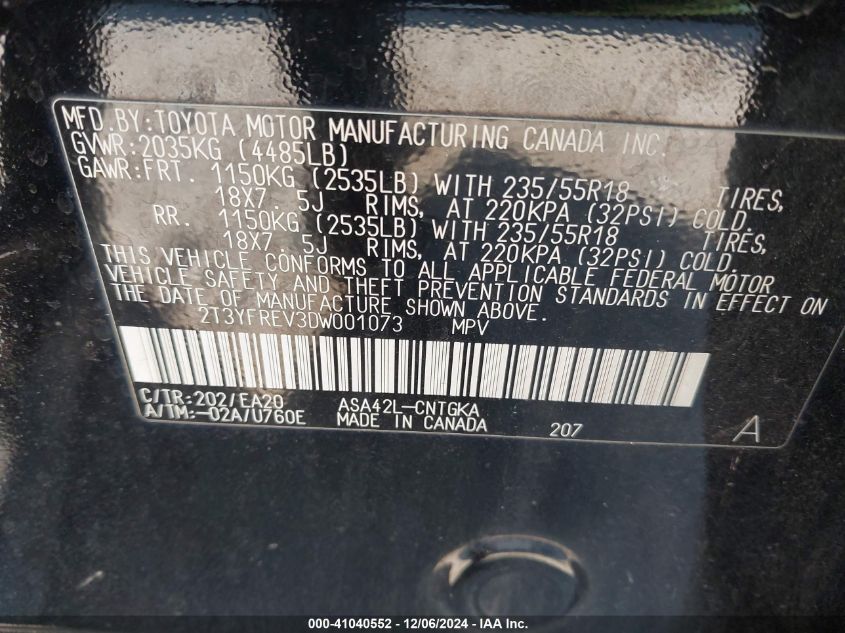 MFD.BY:TOYOTA MOTOR MANUFACTURING CANADA INC.
GVWR:2035KG (4485LB)
GAWR:FRT. 1150KG (2535LB) WITH 235/55R18 TIRES,
18X7.5J RIMS, AT 220KPA (32PSI) COLD.
RR. 1150KG (2535LB) WITH 235/55R18 TIRES,
18X7.5J RIMS, AT 220KPA (32PSI) COLD.
THIS VEHICLE CONFORMS TO ALL APPLICABLE FEDERAL MOTOR
VEHICLE SAFETY AND THEFT PREVENTION STANDARDS IN EFFECT ON
THE DATE OF MANUFACTURE SHOWN ABOVE.
2T3YFREV3DW001073 MPV
C/TR:202/EA20 ASA42L-CNTGKA
A/TM:-02A/U760E MADE IN CANADA 207 A
000-41040552 - 12/06/2024 - IAA Inc.